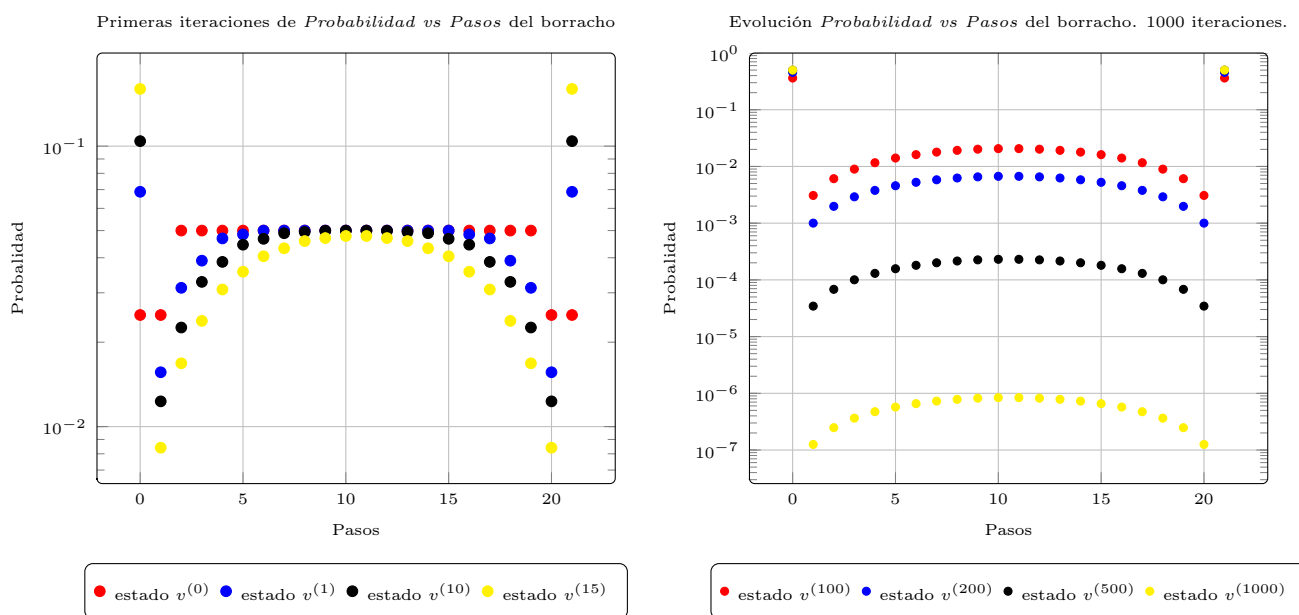 Primeras iteraciones de Probabilidad vs Pasos del borracho
10⁻¹
10⁻²
Probalidad
0 5 10 15 20
Pasos
estado v⁽⁰⁾ estado v⁽¹⁾ estado v⁽¹⁰⁾ estado v⁽¹⁵⁾
Evolución Probabilidad vs Pasos del borracho. 1000 iteraciones.
10⁰
10⁻¹
10⁻²
10⁻³
10⁻⁴
10⁻⁵
10⁻⁶
10⁻⁷
Probalidad
0 5 10 15 20
Pasos
estado v⁽¹⁰⁰⁾ estado v⁽²⁰⁰⁾ estado v⁽⁵⁰⁰⁾ estado v⁽¹⁰⁰⁰⁾